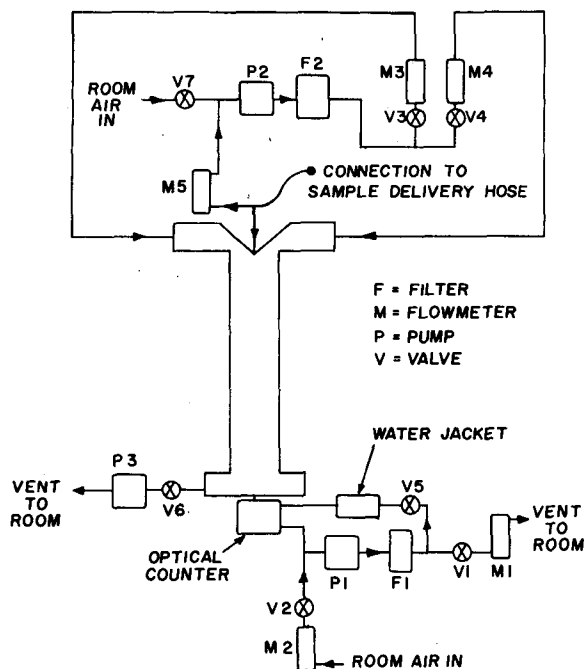 M3
M4
P2
F2
V7
ROOM
AIR
IN
V3
V4
M5
CONNECTION TO
SAMPLE DELIVERY HOSE
F = FILTER
M = FLOWMETER
P = PUMP
V = VALVE
WATER JACKET
P3
V5
VENT
TO
ROOM
V6
VENT
TO
ROOM
OPTICAL
COUNTER
P1
F1
V1
M1
V2
M2
ROOM AIR IN